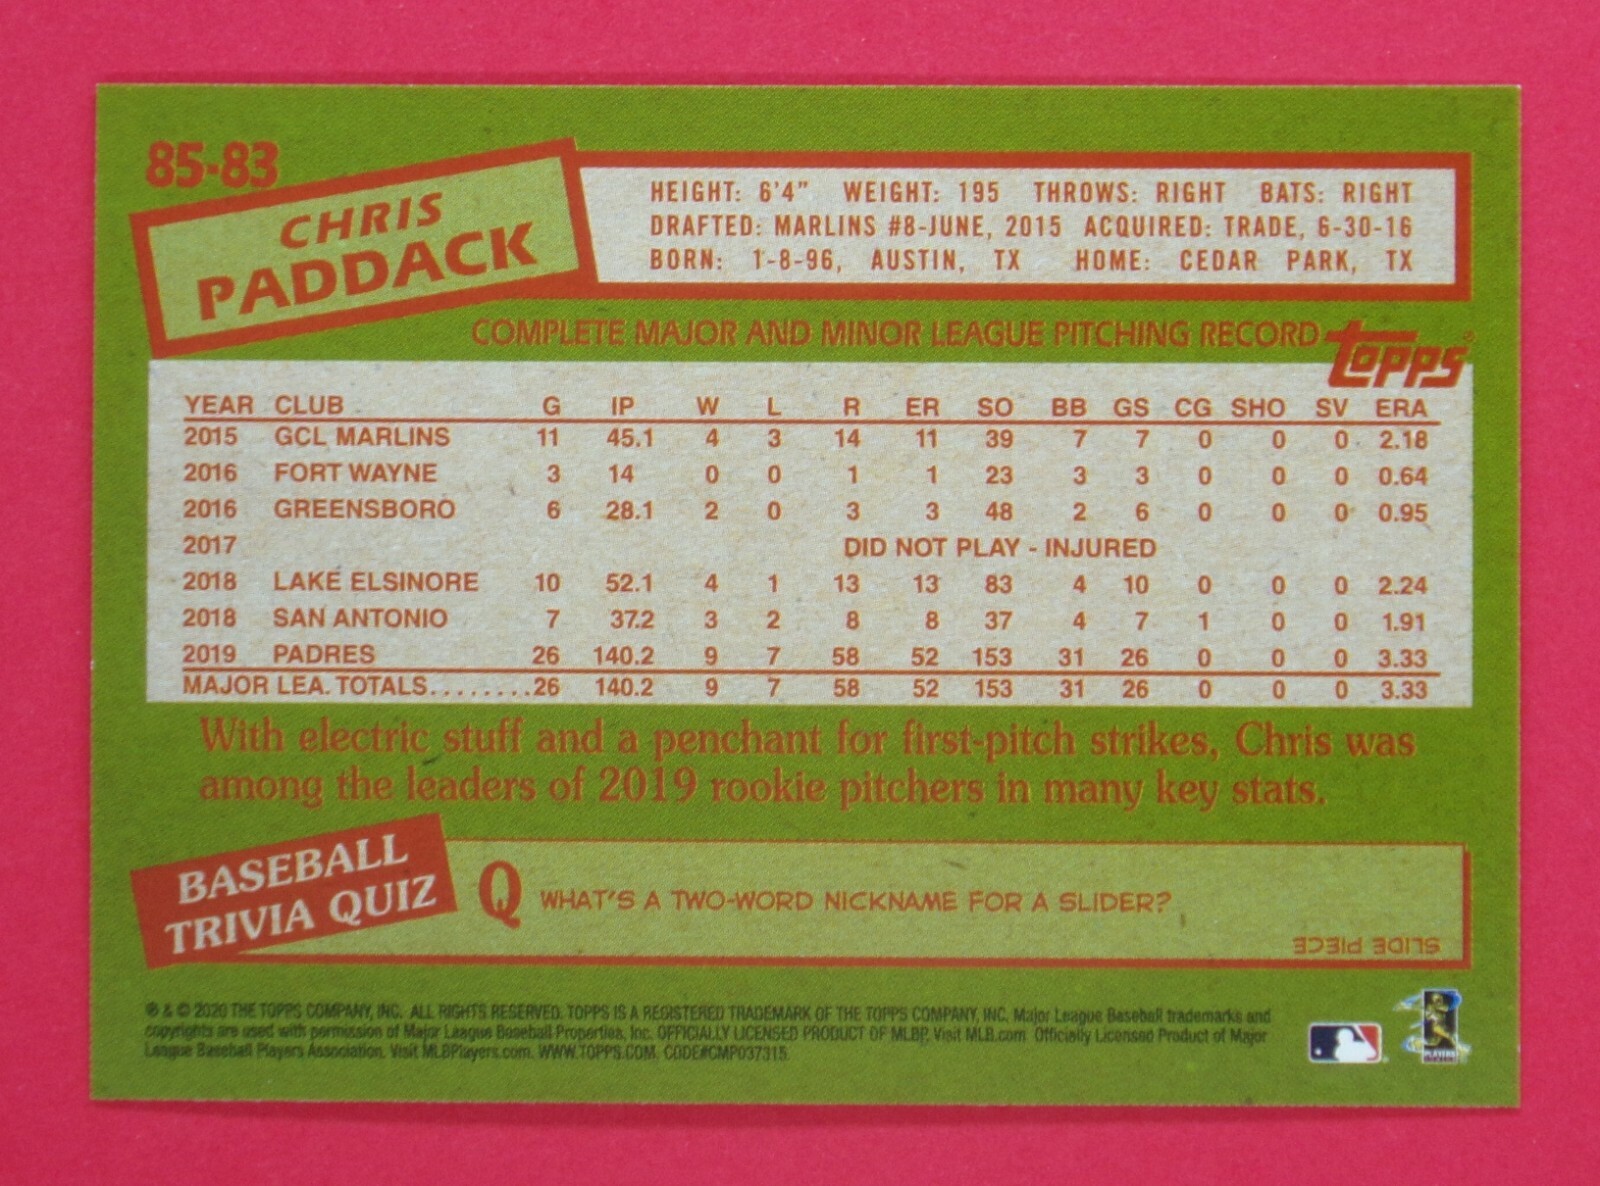 85-83
CHRIS
PADDACK
HEIGHT: 6'4" WEIGHT: 195 THROWS: RIGHT BATS: RIGHT
DRAFTED: MARLINS #8-JUNE, 2015 ACQUIRED: TRADE, 6-30-16
BORN: 1-8-96, AUSTIN, TX HOME: CEDAR PARK, TX
COMPLETE MAJOR AND MINOR LEAGUE PITCHING RECORD
topps®
YEAR CLUB G IP W L R ER SO BB GS CG SHO SV ERA
2015 GCL MARLINS 11 45.1 4 3 14 11 39 7 7 0 0 0 2.18
2016 FORT WAYNE 3 14 0 0 1 1 23 3 3 0 0 0 0.64
2016 GREENSBORO 6 28.1 2 0 3 3 48 2 6 0 0 0 0.95
2017 DID NOT PLAY - INJURED
2018 LAKE ELSINORE 10 52.1 4 1 13 13 83 4 10 0 0 0 2.24
2018 SAN ANTONIO 7 37.2 3 2 8 8 37 4 7 1 0 0 1.91
2019 PADRES 26 140.2 9 7 58 52 153 31 26 0 0 0 3.33
MAJOR LEA. TOTALS........26 140.2 9 7 58 52 153 31 26 0 0 0 3.33
With electric stuff and a penchant for first-pitch strikes, Chris was
among the leaders of 2019 rookie pitchers in many key stats.
BASEBALL
TRIVIA QUIZ
Q WHAT'S A TWO-WORD NICKNAME FOR A SLIDER?
SLIDE PIECE
® & © 2020 THE TOPPS COMPANY, INC. ALL RIGHTS RESERVED. TOPPS IS A REGISTERED TRADEMARK OF THE TOPPS COMPANY, INC. Major League Baseball trademarks and
copyrights are used with permission of Major League Baseball Properties, Inc. OFFICIALLY LICENSED PRODUCT OF MLBP. Visit MLB.com. Officially Licensed Product of Major
League Baseball Players Association. Visit MLBPlayers.com. WWW.TOPPS.COM. CODE#CMP037315.
PLAYERS